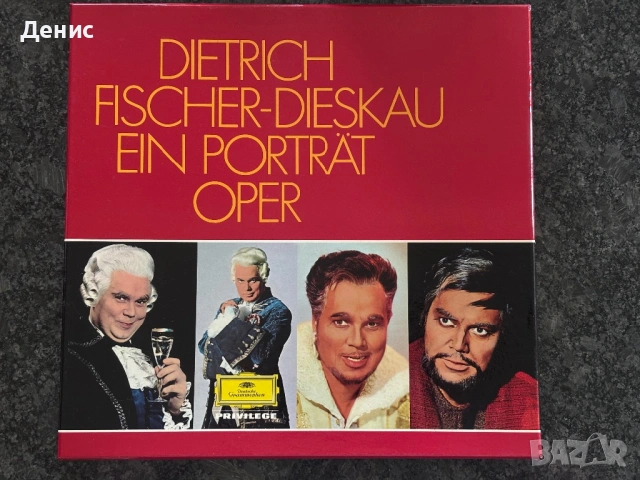 Денис
DIETRICH
FISCHER-DIESKAU
EIN PORTRÄT
OPER
Deutsche
Grammophon
PRIVILEGE
BAZAR